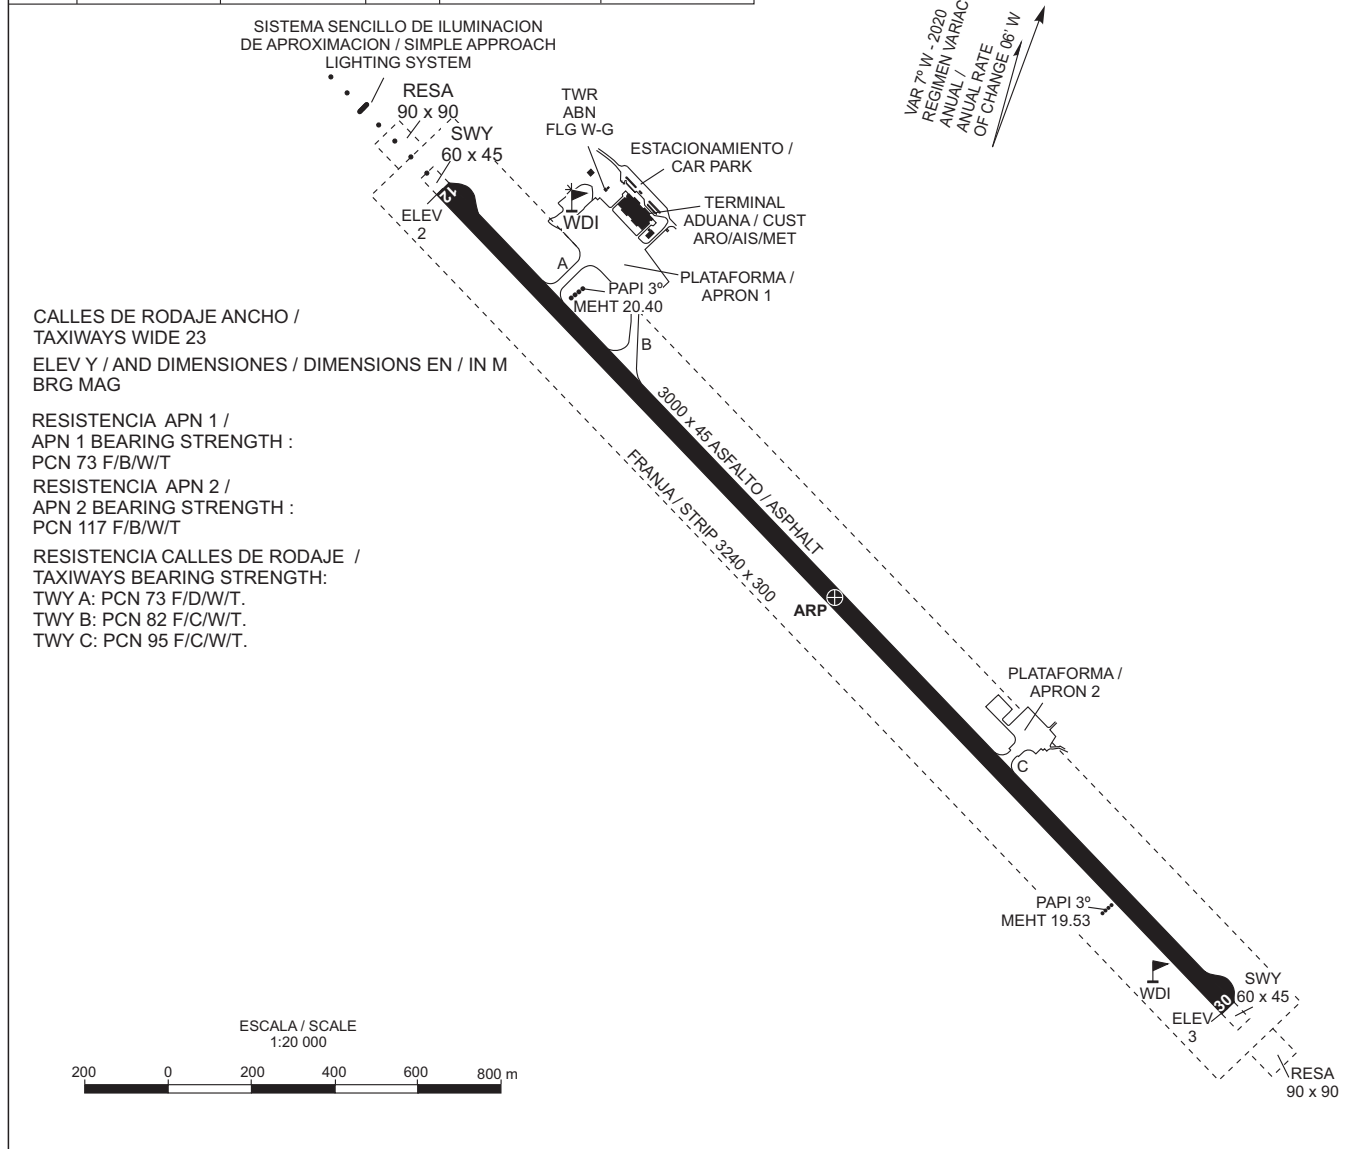 SISTEMA SENCILLO DE ILUMINACION
DE APROXIMACION / SIMPLE APPROACH
LIGHTING SYSTEM
RESA
90 x 90
SWY
60 x 45
12
ELEV
2
TWR
ABN
FLG W-G
ESTACIONAMIENTO /
CAR PARK
TERMINAL
ADUANA / CUST
ARO/AIS/MET
WDI
PLATAFORMA /
APRON 1
A
PAPI 3º
MEHT 20.40
B
VAR 7º W - 2020
REGIMEN VARIAC
ANUAL /
ANUAL RATE
OF CHANGE 06' W
CALLES DE RODAJE ANCHO /
TAXIWAYS WIDE 23
ELEV Y / AND DIMENSIONES / DIMENSIONS EN / IN M
BRG MAG
RESISTENCIA APN 1 /
APN 1 BEARING STRENGTH :
PCN 73 F/B/W/T
RESISTENCIA APN 2 /
APN 2 BEARING STRENGTH :
PCN 117 F/B/W/T
RESISTENCIA CALLES DE RODAJE /
TAXIWAYS BEARING STRENGTH:
TWY A: PCN 73 F/D/W/T.
TWY B: PCN 82 F/C/W/T.
TWY C: PCN 95 F/C/W/T.
3000 x 45 ASFALTO / ASPHALT
FRANJA / STRIP 3240 x 300
ARP
PLATAFORMA /
APRON 2
C
PAPI 3º
MEHT 19.53
WDI
30
ELEV
3
SWY
60 x 45
RESA
90 x 90
ESCALA / SCALE
1:20 000
200 0 200 400 600 800 m